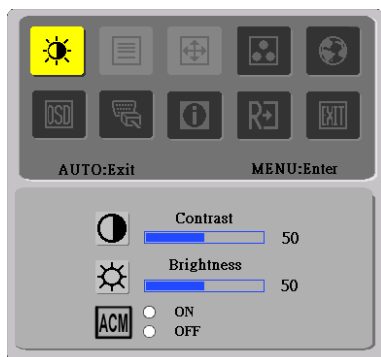 OSD
i
R
EXIT
AUTO:Exit MENU:Enter
Contrast
50
Brightness
50
ACM ON
OFF